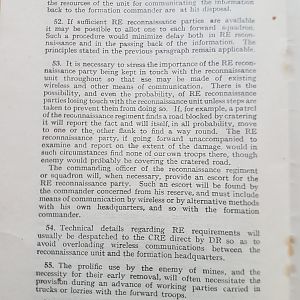 the resources of the unit for communicating the information
back to the formation commander are at his disposal.
52. If sufficient RE reconnaissance parties are available
it may be possible to allot one to each forward squadron.
Such a procedure would minimize delay both in RE recon-
naissance and in the passing back of the information. The
principles stated in the previous paragraph remain applicable.
53. It is necessary to stress the importance of the RE recon-
naissance party being kept in touch with the reconnaissance
unit throughout so that use may be made of existing
wireless and other means of communication. There is the
possibility, and even the probability, of RE reconnaissance
parties losing touch with the reconnaissance unit unless steps are
taken to prevent them from doing so. If, for example, a patrol
of the reconnaissance regiment finds a road blocked by cratering
it will report the fact and will itself, in all probability, move
to one or the other flank to find a way round. The RE
reconnaissance party, if going forward unaccompanied to
examine and report on the extent of the damage, would in
such circumstances find none of our own troops there, though
enemy would probably be covering the cratered road.
The commanding officer of the reconnaissance regiment
or squadron will, when necessary, provide an escort for the
RE reconnaissance party. Such an escort will be found by
the commander concerned from his reserve, and must include
means of communication by wireless or by alternative methods
with his own headquarters, and so with the formation
commander.
54. Technical details regarding RE requirements will
usually be despatched to the CRE direct by DR so as to
avoid overloading wireless communications between the
reconnaissance unit and the formation headquarters.
55. The prolific use by the enemy of mines, and the
necessity for their early removal, will often necessitate the
provision during an advance of working parties carried in
trucks or lorries with the forward troops.